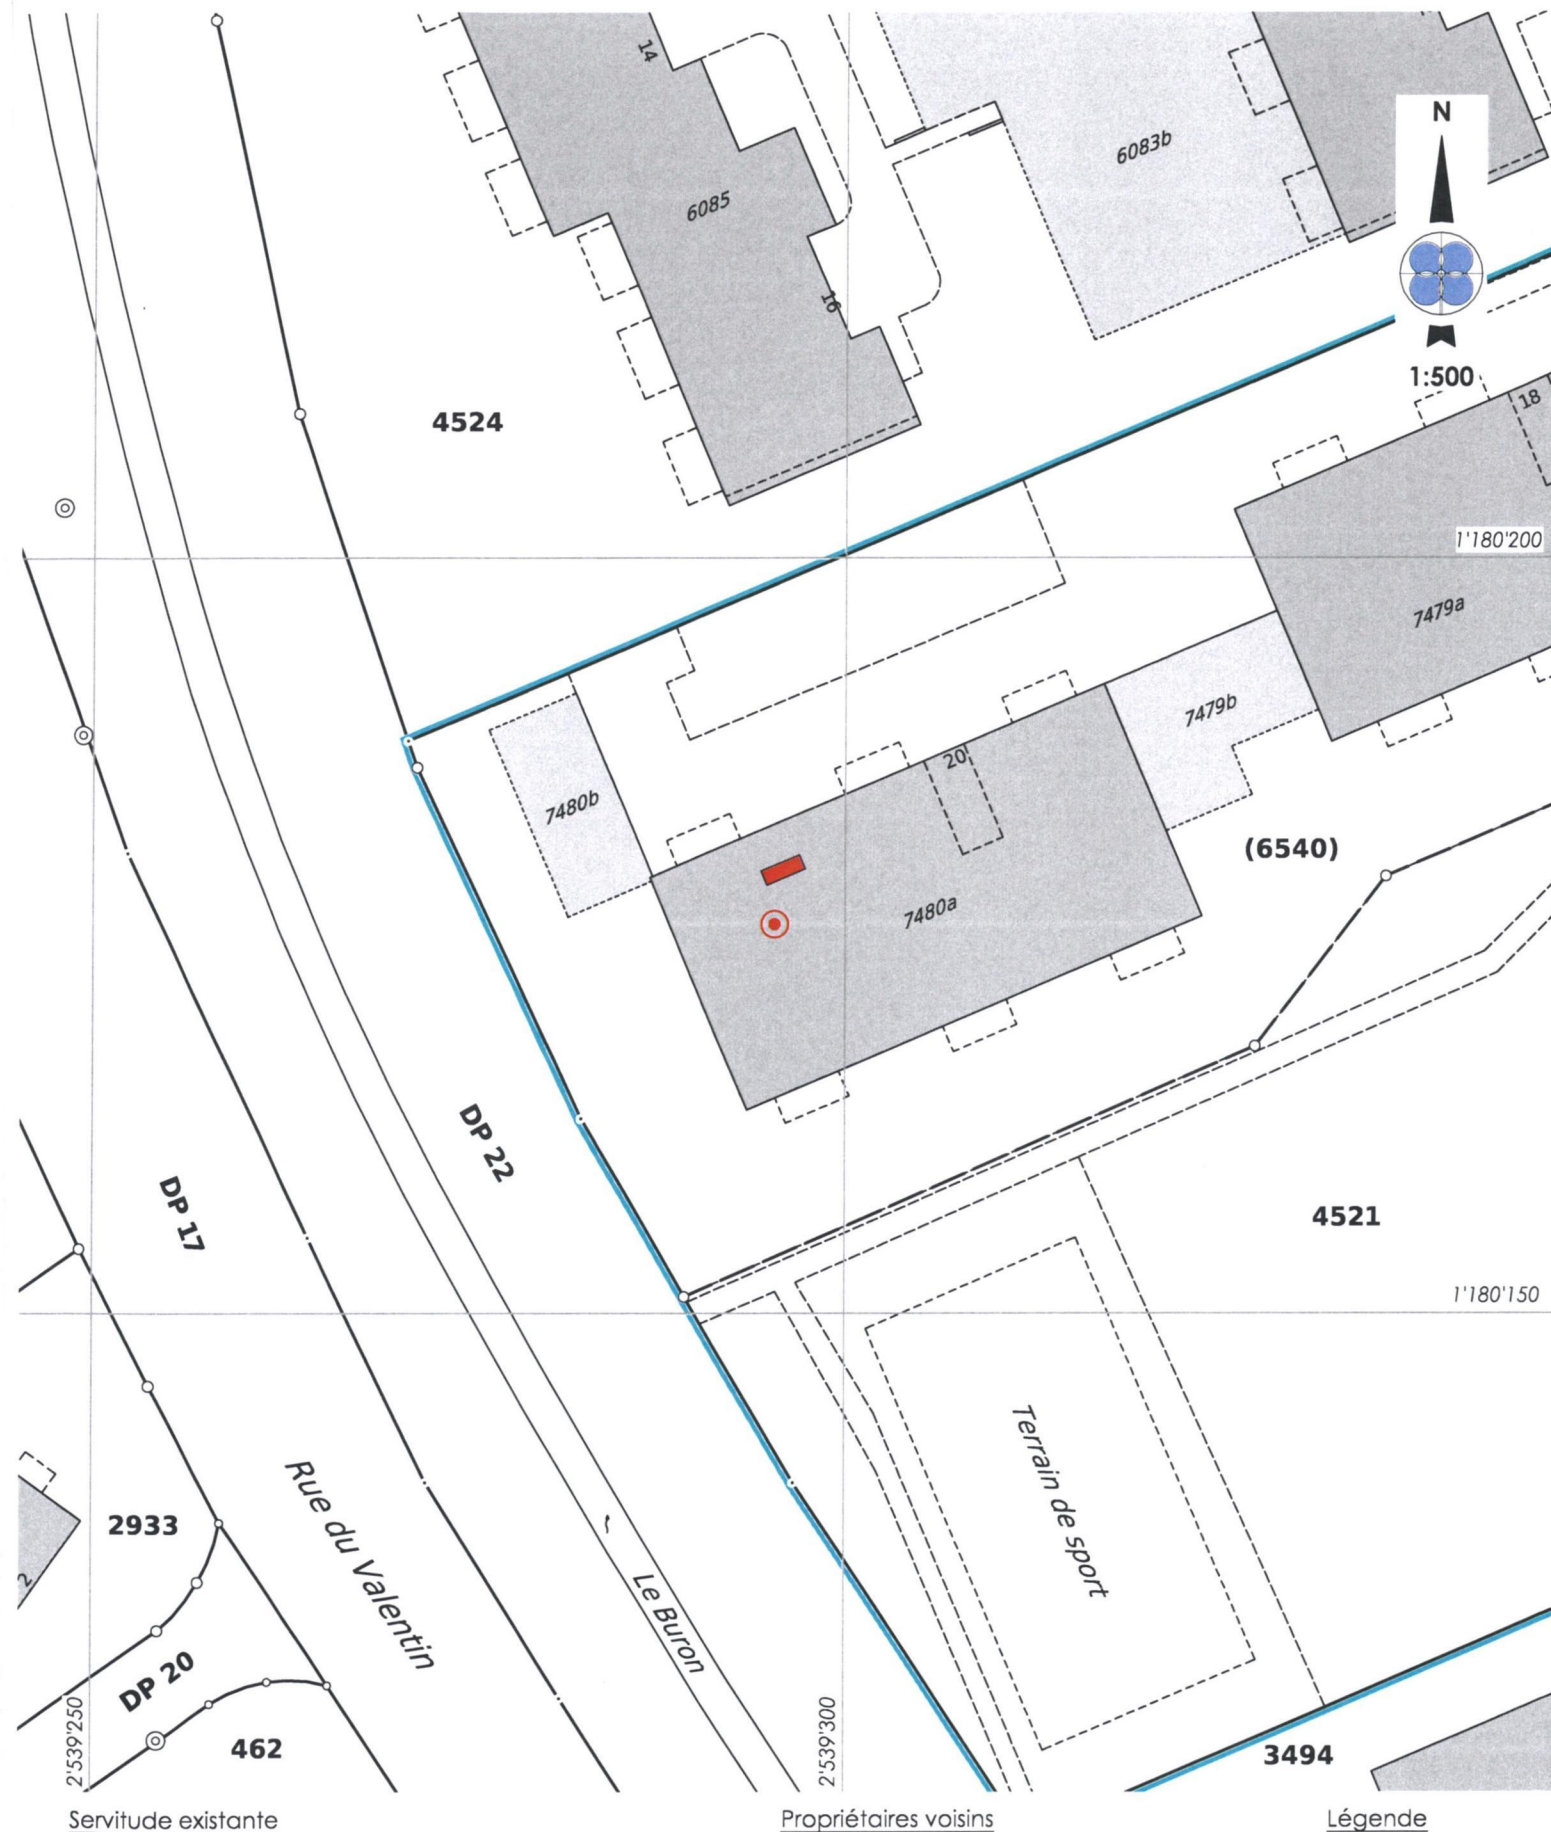 14
N
6083b
6085
16
1:500
18
4524
1'180'200
7479a
7479b
20
7480b
(6540)
7480a
DP 22
DP 17
4521
1'180'150
Terrain de sport
Rue du Valentin
2933
2
Le Buron
DP 20
2'539'250
2'539'300
462
3494
Servitude existante
Propriétaires voisins
Légende